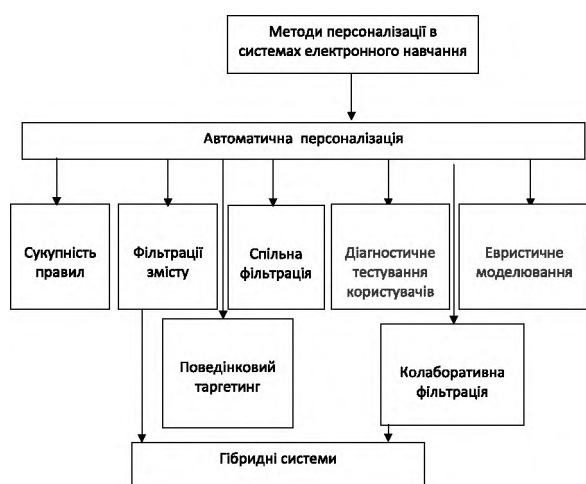 Методи персоналізації в
системах електронного навчання
Автоматична персоналізація
Сукупність
правил
Фільтрації
змісту
Спільна
фільтрація
Діагностичне
тестування
користувачів
Евристичне
моделювання
Поведінковий
таргетинг
Колаборативна
фільтрація
Гібридні системи